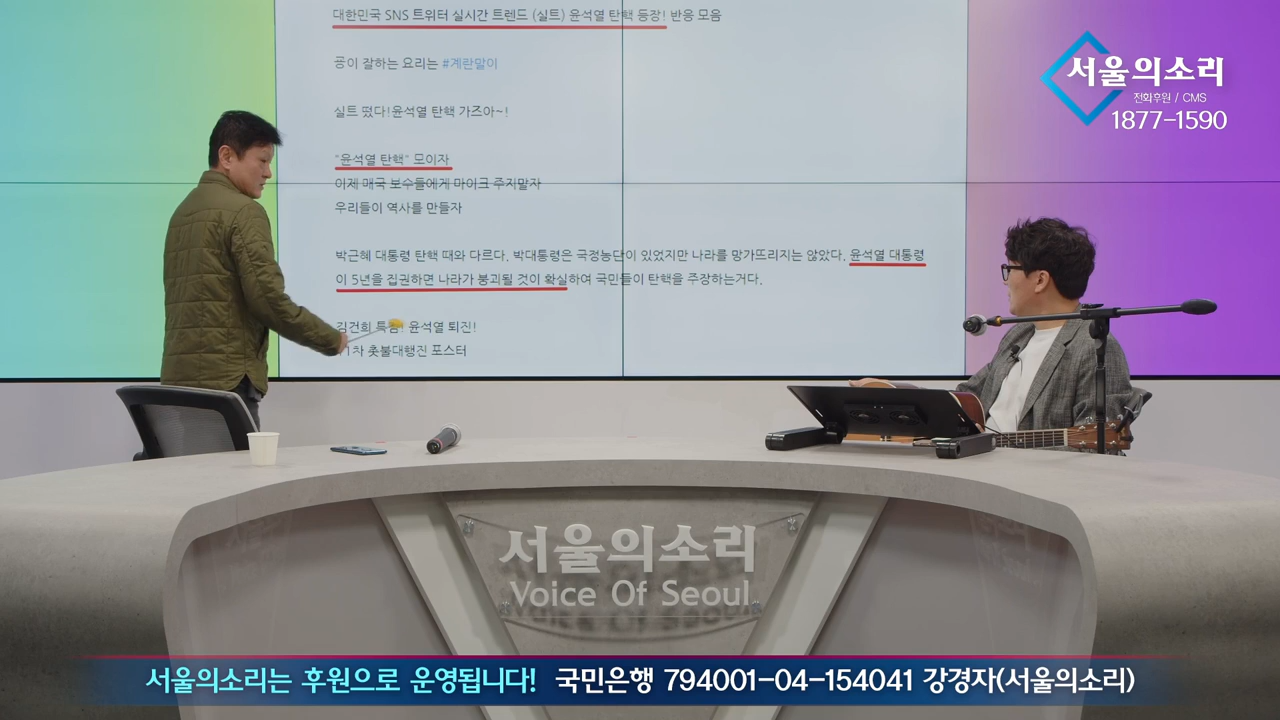 대한민국 SNS 트위터 실시간 트렌드 (실트) 윤석열 탄핵 등장! 반응 모음
굥이 잘하는 요리는 #계란말이
실트 떴다!윤석열 탄핵 가즈아~!
"윤석열 탄핵" 모이자
이제 매국 보수들에게 마이크 주지말자
우리들이 역사를 만들자
박근혜 대통령 탄핵 때와 다르다. 박대통령은 국정농단이 있었지만 나라를 망가뜨리지는 않았다. 윤석열 대통령
이 5년을 집권하면 나라가 붕괴될 것이 확실하여 국민들이 탄핵을 주장하는거다.
김건희 특검! 윤석열 퇴진!
1차 촛불대행진 포스터
서울의소리
전화후원 / CMS
1877-1590
서울의소리
Voice Of Seoul
서울의소리는 후원으로 운영됩니다! 국민은행 794001-04-154041 강경자(서울의소리)